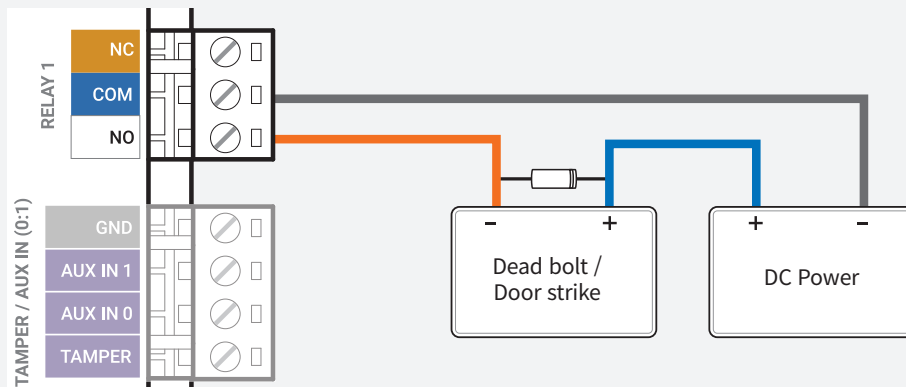 RELAY 1
NC
COM
NO
TAMPER / AUX IN (0:1)
GND
AUX IN 1
AUX IN 0
TAMPER
- +
Dead bolt /
Door strike
+ -
DC Power